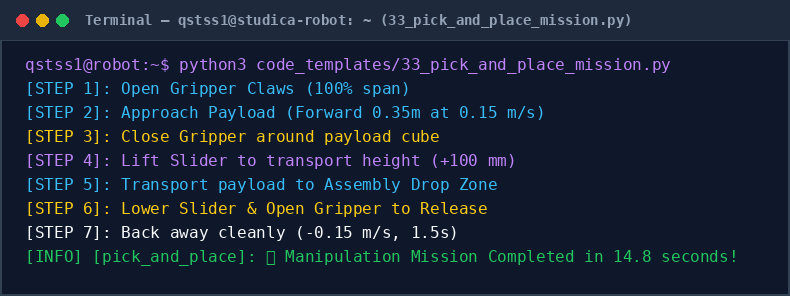 Terminal — qstss1@studica-robot: ~ (33_pick_and_place_mission.py)
qstss1@robot:~$ python3 code_templates/33_pick_and_place_mission.py
[STEP 1]: Open Gripper Claws (100% span)
[STEP 2]: Approach Payload (Forward 0.35m at 0.15 m/s)
[STEP 3]: Close Gripper around payload cube
[STEP 4]: Lift Slider to transport height (+100 mm)
[STEP 5]: Transport payload to Assembly Drop Zone
[STEP 6]: Lower Slider & Open Gripper to Release
[STEP 7]: Back away cleanly (-0.15 m/s, 1.5s)
[INFO] [pick_and_place]: Manipulation Mission Completed in 14.8 seconds!